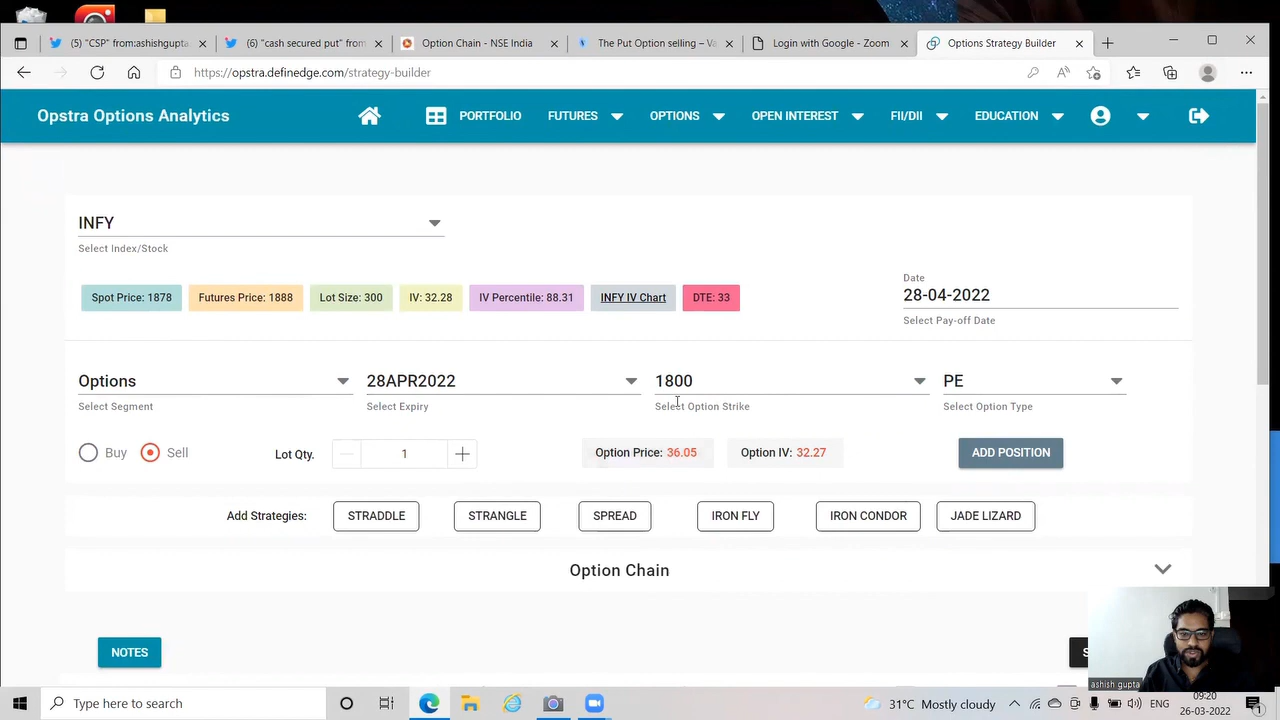 (5) "CSP" from:ashishgupta
(6) "cash secured put" from
Option Chain - NSE India
The Put Option selling – Va
Login with Google - Zoom
Options Strategy Builder
https://opstra.definedge.com/strategy-builder
Opstra Options Analytics
PORTFOLIO
FUTURES
OPTIONS
OPEN INTEREST
FII/DII
EDUCATION
INFY
Select Index/Stock
Spot Price: 1878
Futures Price: 1888
Lot Size: 300
IV: 32.28
IV Percentile: 88.31
INFY IV Chart
DTE: 33
Date
28-04-2022
Select Pay-off Date
Options
Select Segment
28APR2022
Select Expiry
1800
Select Option Strike
PE
Select Option Type
Buy
Sell
Lot Qty.
1
Option Price: 36.05
Option IV: 32.27
ADD POSITION
Add Strategies:
STRADDLE
STRANGLE
SPREAD
IRON FLY
IRON CONDOR
JADE LIZARD
Option Chain
NOTES
ashish gupta
Type here to search
31°C Mostly cloudy
ENG
09:20
26-03-2022